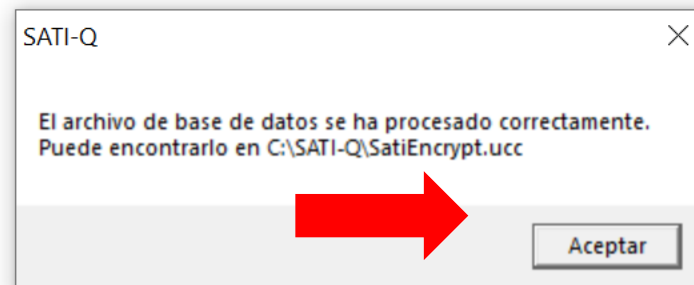 SATI-Q
El archivo de base de datos se ha procesado correctamente.
Puede encontrarlo en C:\SATI-Q\SatiEncrypt.ucc
Aceptar